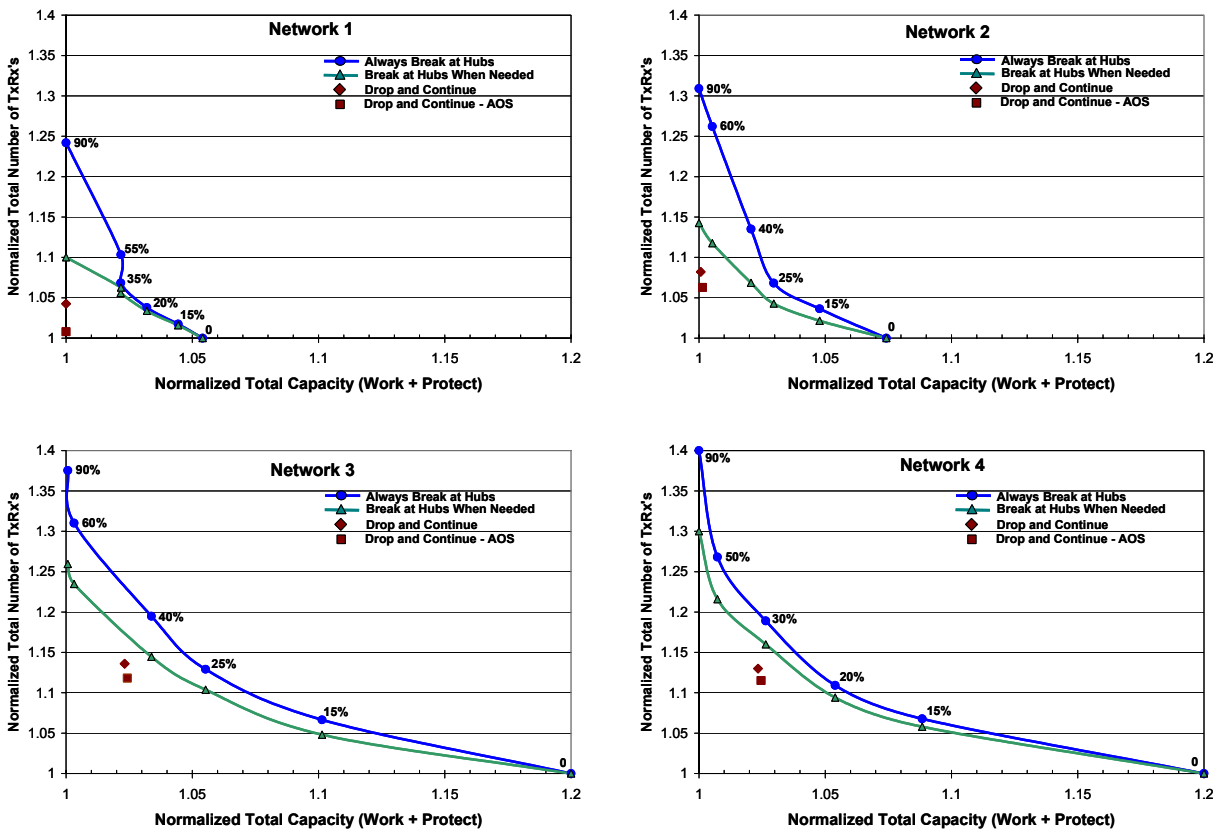 Network 1
Always Break at Hubs
Break at Hubs When Needed
Drop and Continue
Drop and Continue - AOS
Normalized Total Number of TxRx's
1.4
1.35
1.3
1.25
1.2
1.15
1.1
1.05
1
90%
55%
35%
20%
15%
0
1
1.05
1.1
1.15
1.2
Normalized Total Capacity (Work + Protect)
Network 2
Always Break at Hubs
Break at Hubs When Needed
Drop and Continue
Drop and Continue - AOS
Normalized Total Number of TxRx's
1.4
1.35
1.3
1.25
1.2
1.15
1.1
1.05
1
90%
60%
40%
25%
15%
0
1
1.05
1.1
1.15
1.2
Normalized Total Capacity (Work + Protect)
Network 3
Always Break at Hubs
Break at Hubs When Needed
Drop and Continue
Drop and Continue - AOS
Normalized Total Number of TxRx's
1.4
1.35
1.3
1.25
1.2
1.15
1.1
1.05
1
90%
60%
40%
25%
15%
0
1
1.05
1.1
1.15
1.2
Normalized Total Capacity (Work + Protect)
Network 4
Always Break at Hubs
Break at Hubs When Needed
Drop and Continue
Drop and Continue - AOS
Normalized Total Number of TxRx's
1.4
1.35
1.3
1.25
1.2
1.15
1.1
1.05
1
90%
50%
30%
20%
15%
0
1
1.05
1.1
1.15
1.2
Normalized Total Capacity (Work + Protect)